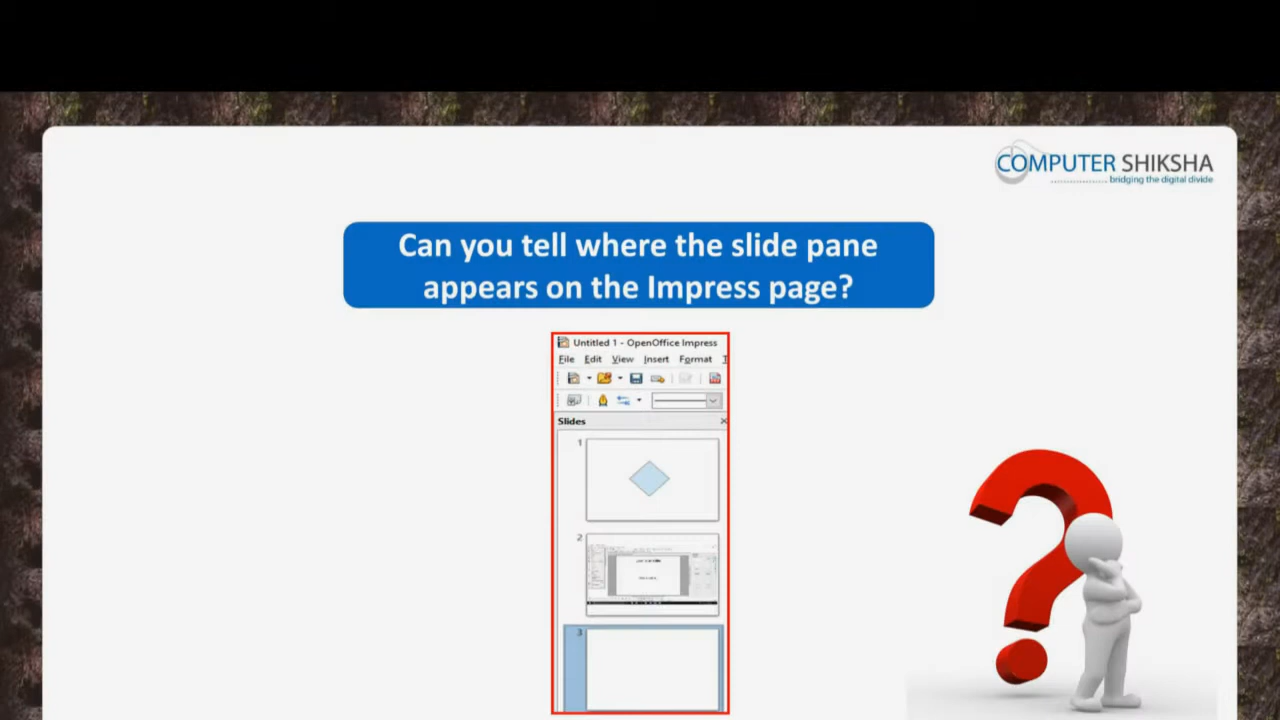 COMPUTER SHIKSHA
bridging the digital divide
Can you tell where the slide pane
appears on the Impress page?
Untitled 1 - OpenOffice Impress
File Edit View Insert Format
Slides
1
2
3